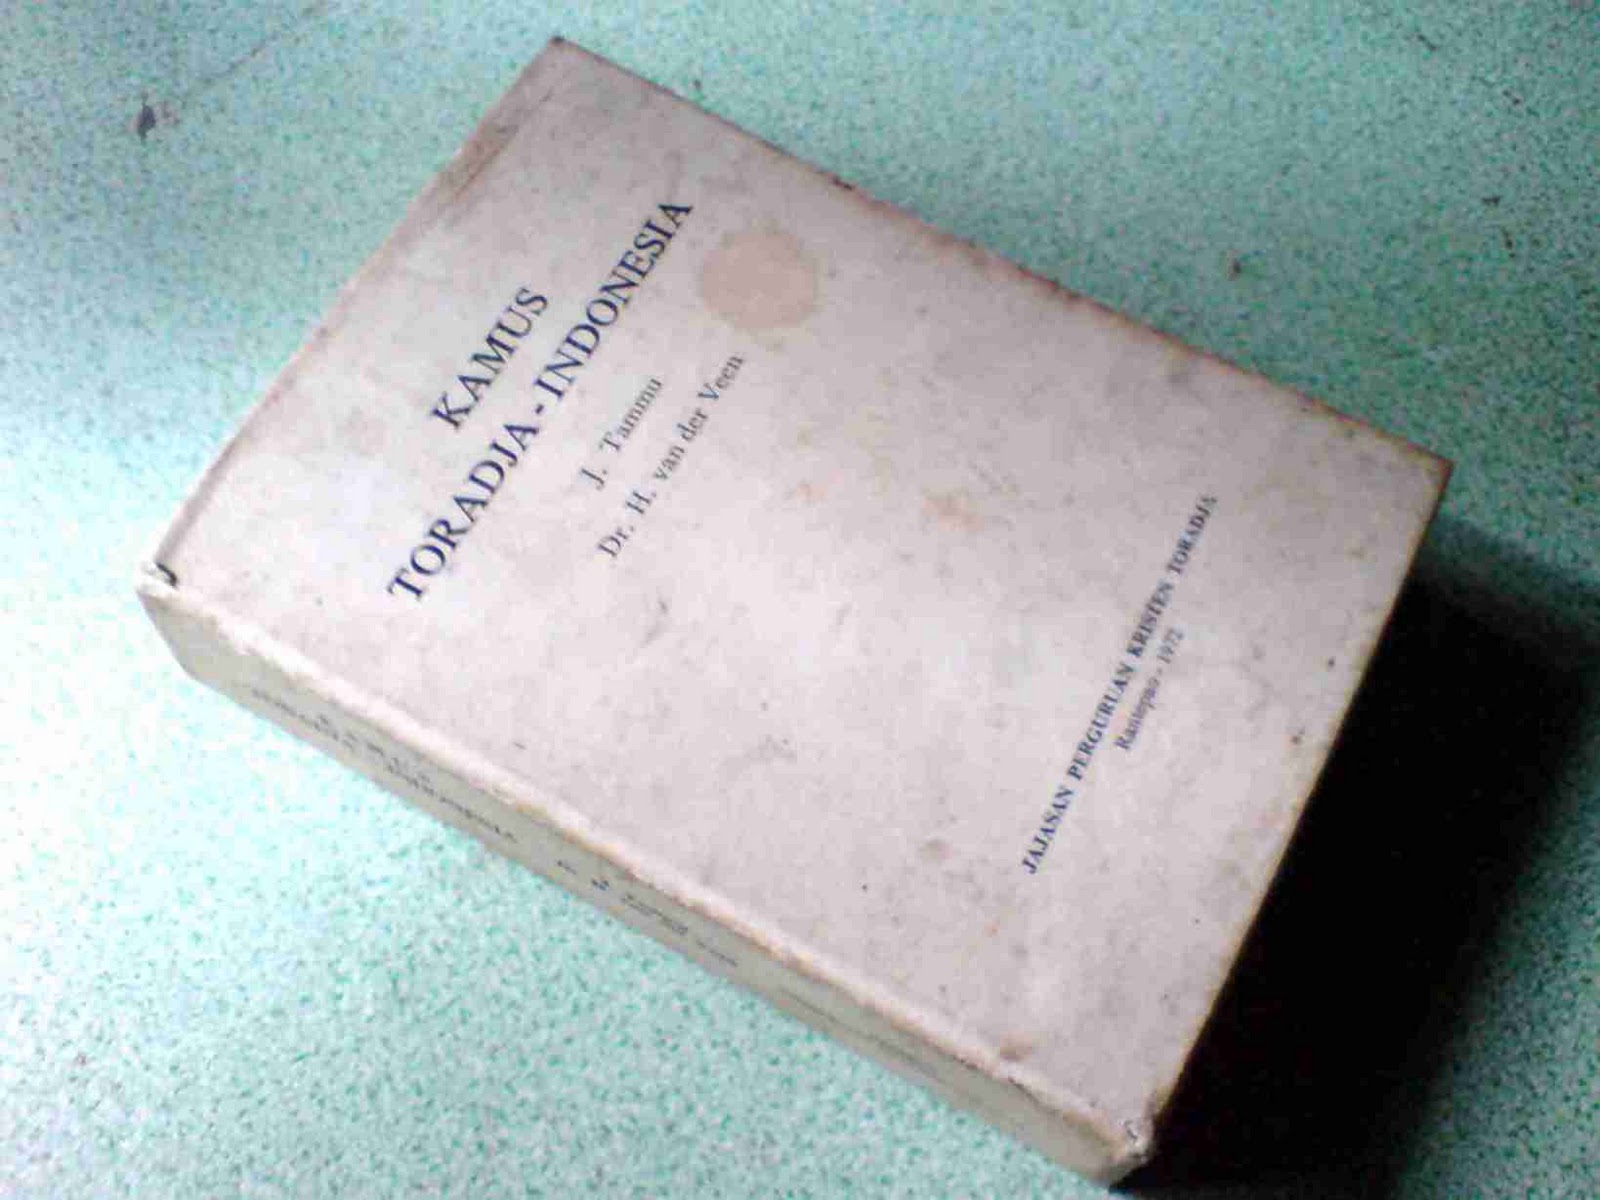 KAMUS
TORADJA - INDONESIA
J. Tammu
Dr. H. van der Veen
JAJASAN PERGURUAN KRISTEN TORADJA
Rantepao - 1972